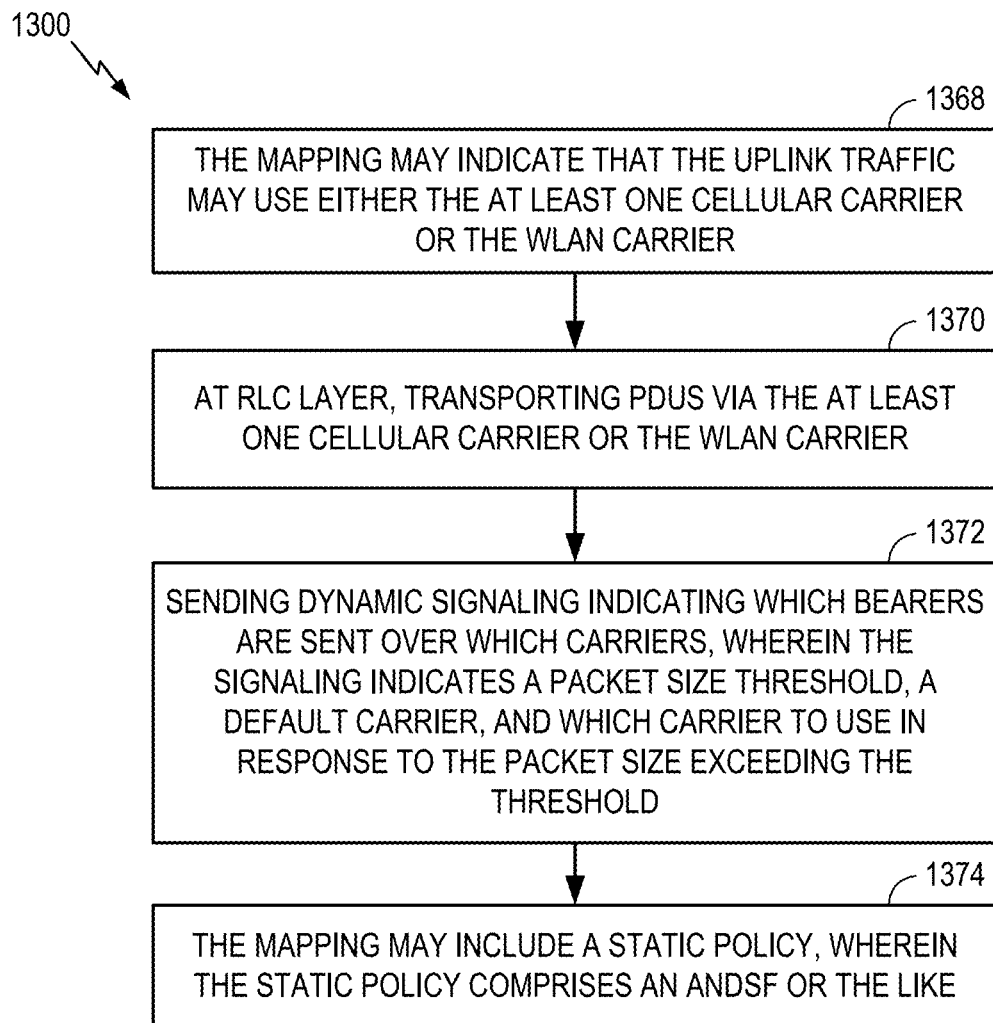 1300
1368
THE MAPPING MAY INDICATE THAT THE UPLINK TRAFFIC
MAY USE EITHER THE AT LEAST ONE CELLULAR CARRIER
OR THE WLAN CARRIER
1370
AT RLC LAYER, TRANSPORTING PDUS VIA THE AT LEAST
ONE CELLULAR CARRIER OR THE WLAN CARRIER
1372
SENDING DYNAMIC SIGNALING INDICATING WHICH BEARERS
ARE SENT OVER WHICH CARRIERS, WHEREIN THE
SIGNALING INDICATES A PACKET SIZE THRESHOLD, A
DEFAULT CARRIER, AND WHICH CARRIER TO USE IN
RESPONSE TO THE PACKET SIZE EXCEEDING THE
THRESHOLD
1374
THE MAPPING MAY INCLUDE A STATIC POLICY, WHEREIN
THE STATIC POLICY COMPRISES AN ANDSF OR THE LIKE